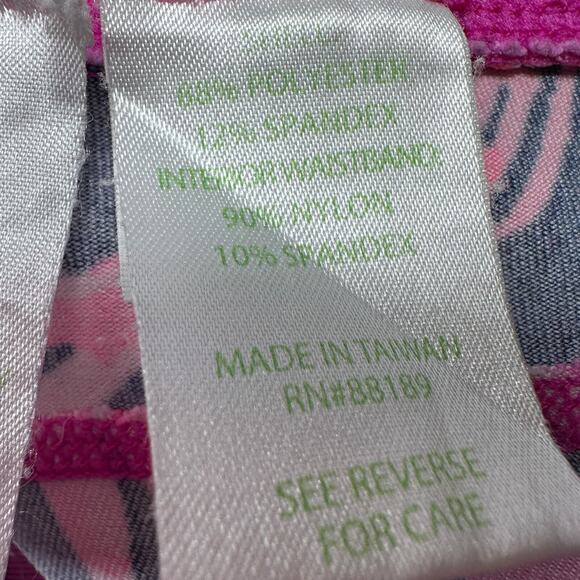 88% POLYESTER
12% SPANDEX
INTERIOR WAISTBAND:
90% NYLON
10% SPANDEX
MADE IN TAIWAN
RN#88189
SEE REVERSE
FOR CARE